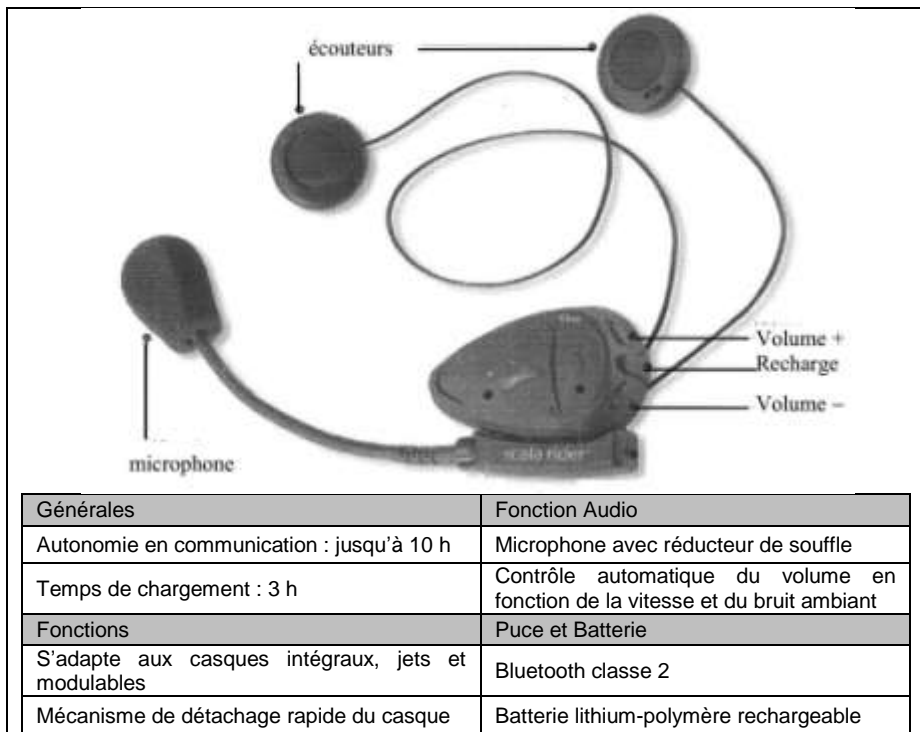 écouteurs
Volume +
Recharge
Volume –
microphone
scala rider
Générales
Fonction Audio
Autonomie en communication : jusqu'à 10 h
Microphone avec réducteur de souffle
Temps de chargement : 3 h
Contrôle automatique du volume en
fonction de la vitesse et du bruit ambiant
Fonctions
Puce et Batterie
S'adapte aux casques intégraux, jets et
modulables
Bluetooth classe 2
Mécanisme de détachage rapide du casque
Batterie lithium-polymère rechargeable